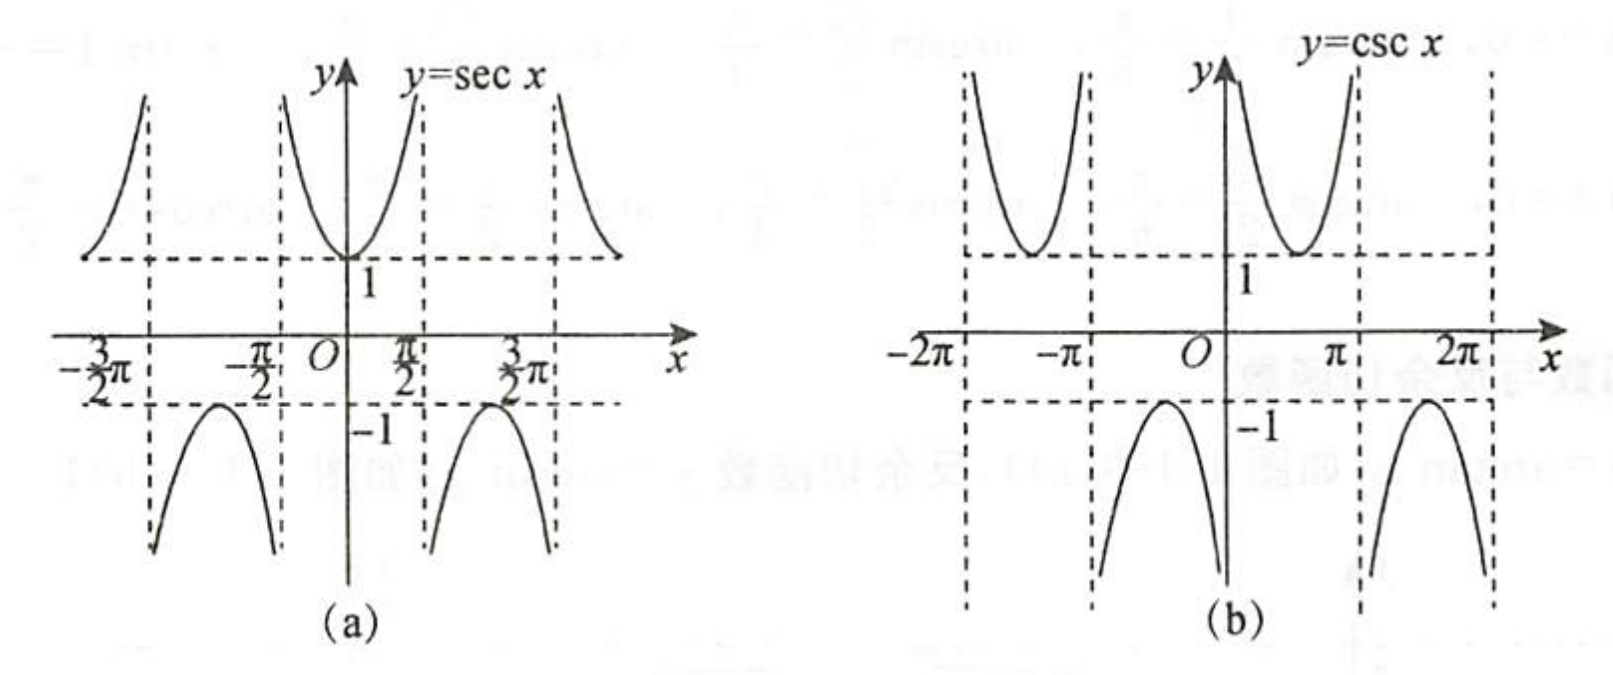 y y=sec x
1
-3/2π -π/2 O π/2 3/2π x
-1
(a)
y=csc x
y
1
-2π -π O π 2π x
-1
(b)